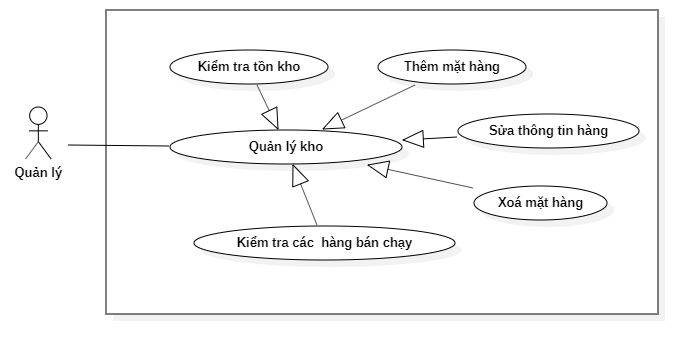 Kiểm tra tồn kho
Thêm mặt hàng
Sửa thông tin hàng
Quản lý kho
Quản lý
Xoá mặt hàng
Kiểm tra các hàng bán chạy